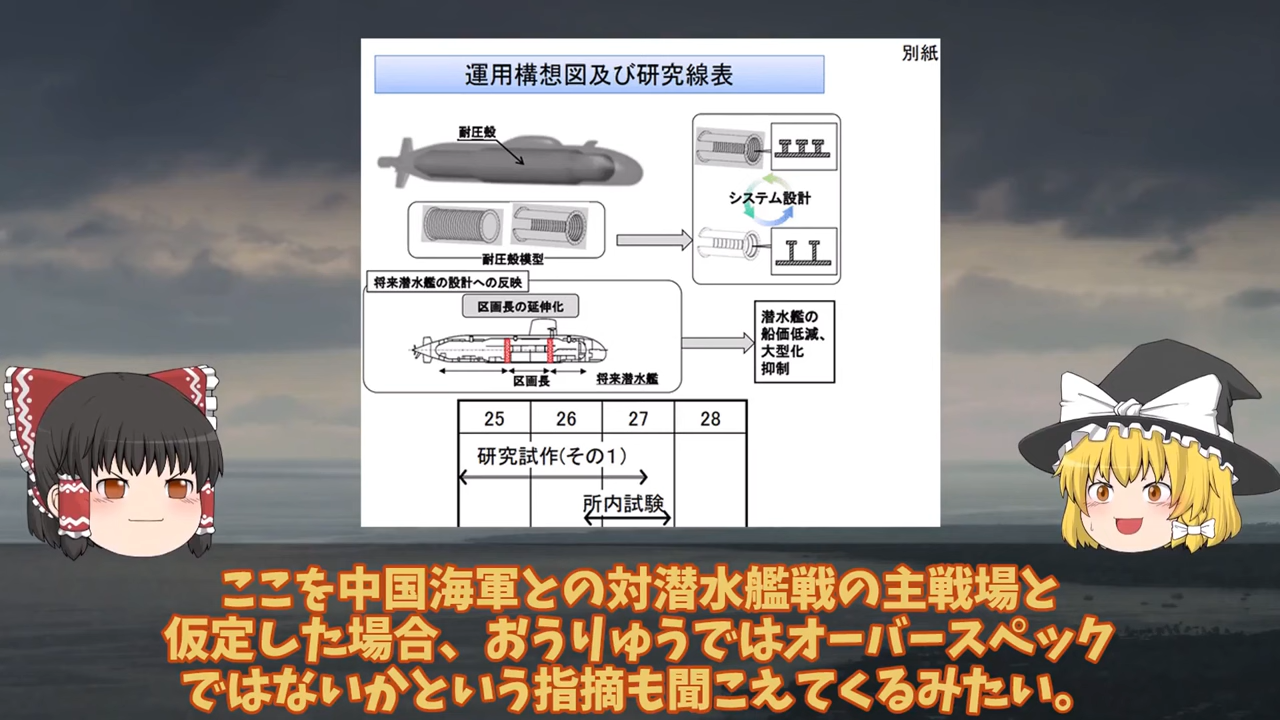 別紙
運用構想図及び研究線表
耐圧殻
耐圧殻模型
システム設計
将来潜水艦の設計への反映
区画長の延伸化
区画長
将来潜水艦
潜水艦の
船価低減、
大型化
抑制
25 26 27 28
研究試作(その1)
所内試験
ここを中国海軍との対潜水艦戦の主戦場と
仮定した場合、おうりゅうではオーバースペック
ではないかという指摘も聞こえてくるみたい。